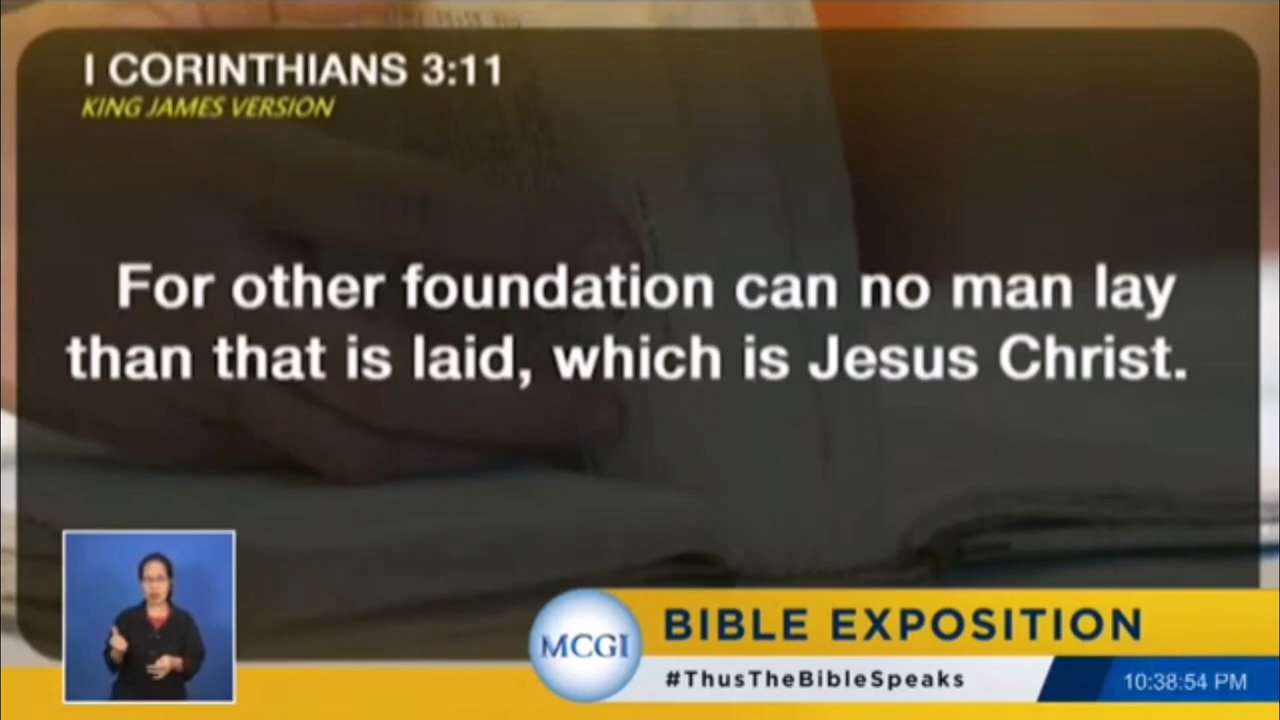 I CORINTHIANS 3:11
KING JAMES VERSION
For other foundation can no man lay
than that is laid, which is Jesus Christ.
MCGI
BIBLE EXPOSITION
#ThusTheBibleSpeaks
10:38:54 PM